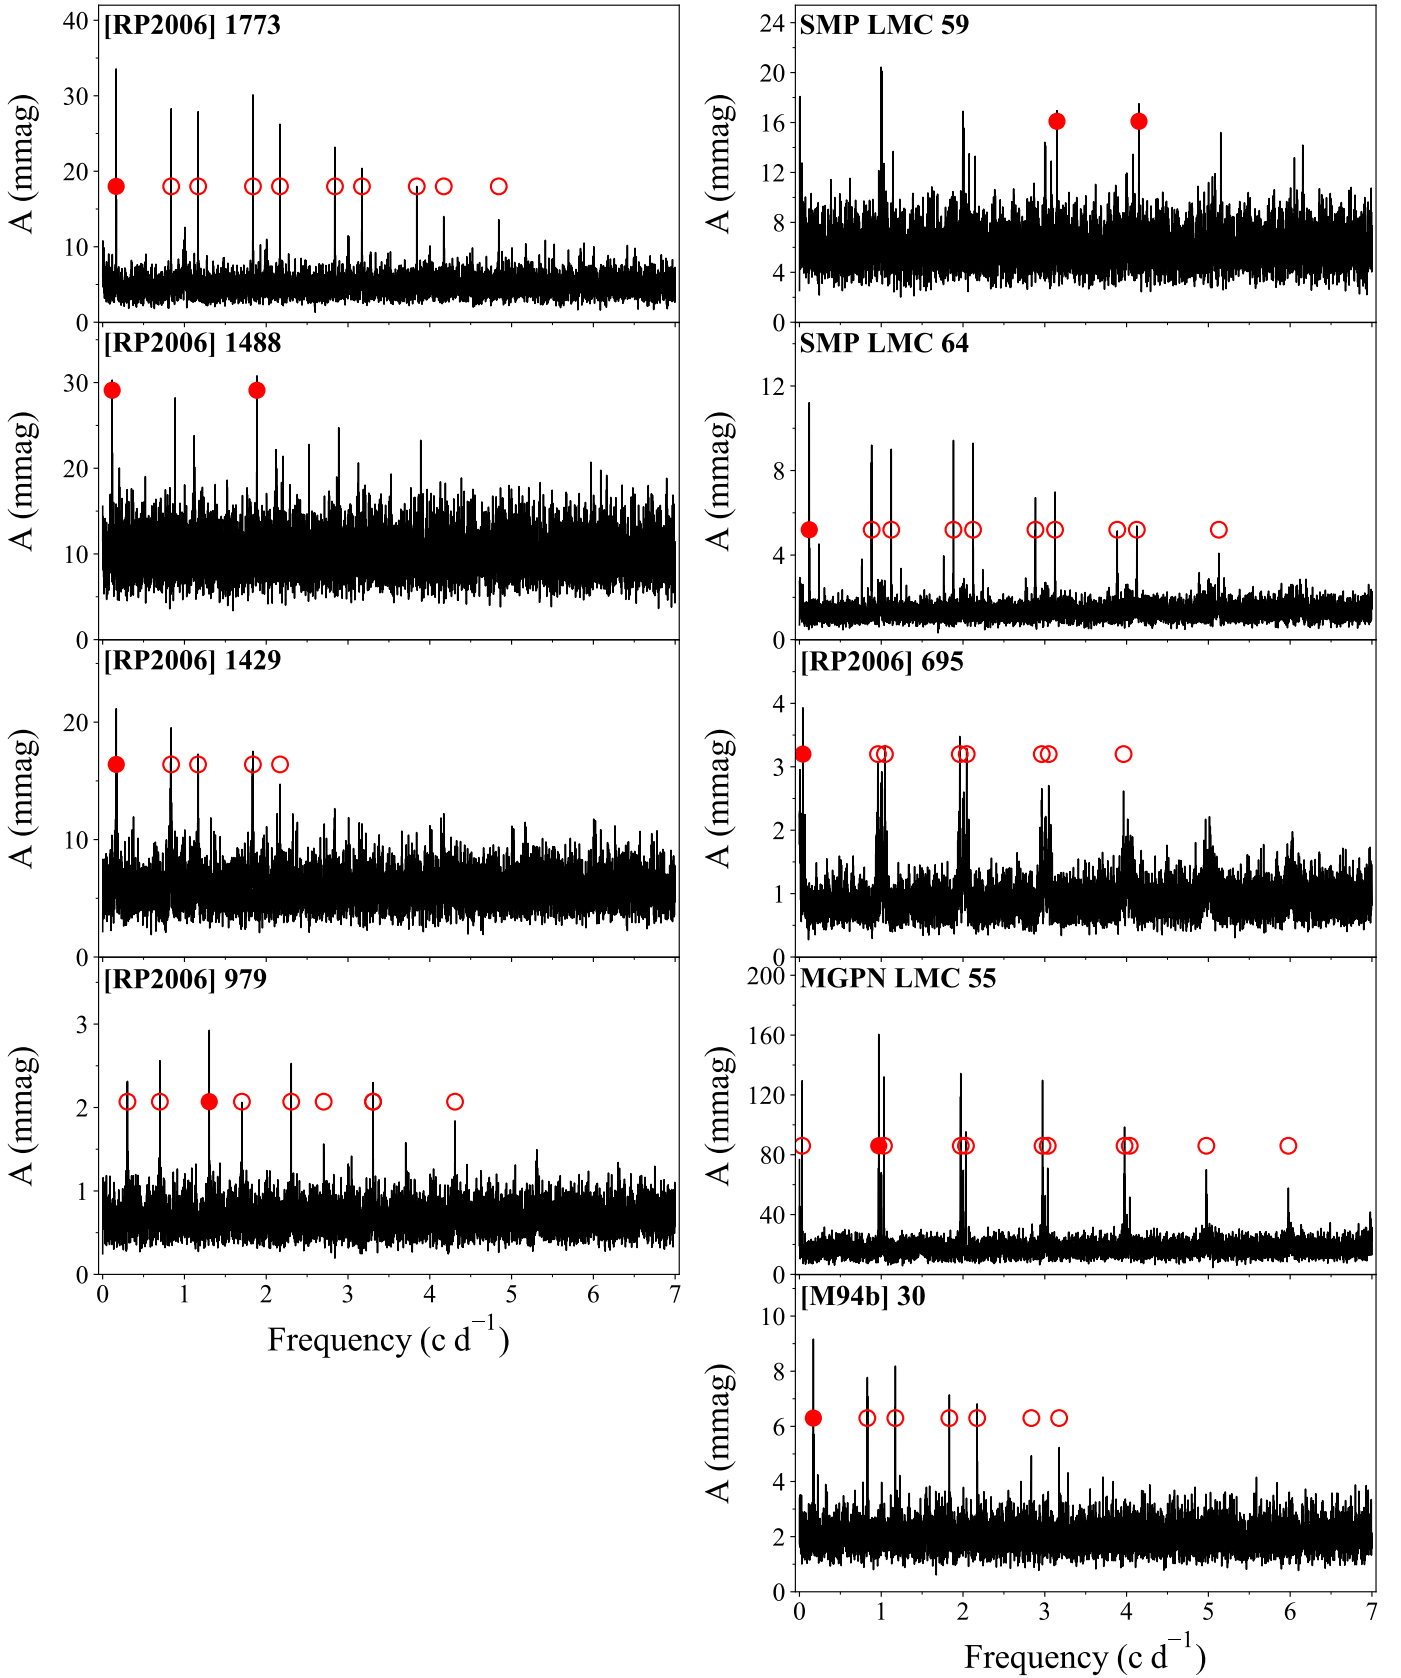 [RP2006] 1773
40
30
20
10
0
A (mmag)
[RP2006] 1488
30
20
10
0
A (mmag)
[RP2006] 1429
20
10
0
A (mmag)
[RP2006] 979
3
2
1
0
A (mmag)
0 1 2 3 4 5 6 7
Frequency (c d⁻¹)
SMP LMC 59
24
20
16
12
8
4
0
A (mmag)
SMP LMC 64
12
8
4
0
A (mmag)
[RP2006] 695
4
3
2
1
0
A (mmag)
MGPN LMC 55
200
160
120
80
40
0
A (mmag)
[M94b] 30
10
8
6
4
2
0
A (mmag)
0 1 2 3 4 5 6 7
Frequency (c d⁻¹)